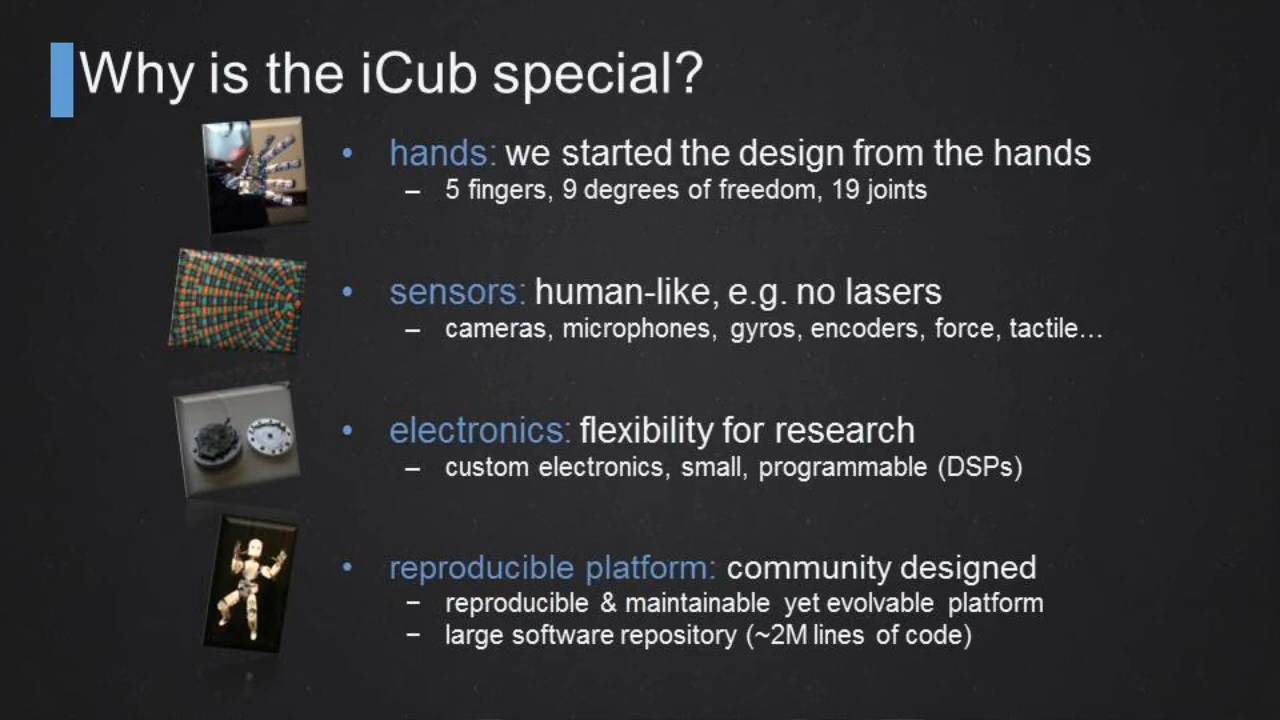 Why is the iCub special?
• hands: we started the design from the hands
– 5 fingers, 9 degrees of freedom, 19 joints
• sensors: human-like, e.g. no lasers
– cameras, microphones, gyros, encoders, force, tactile…
• electronics: flexibility for research
– custom electronics, small, programmable (DSPs)
• reproducible platform: community designed
– reproducible & maintainable yet evolvable platform
– large software repository (~2M lines of code)